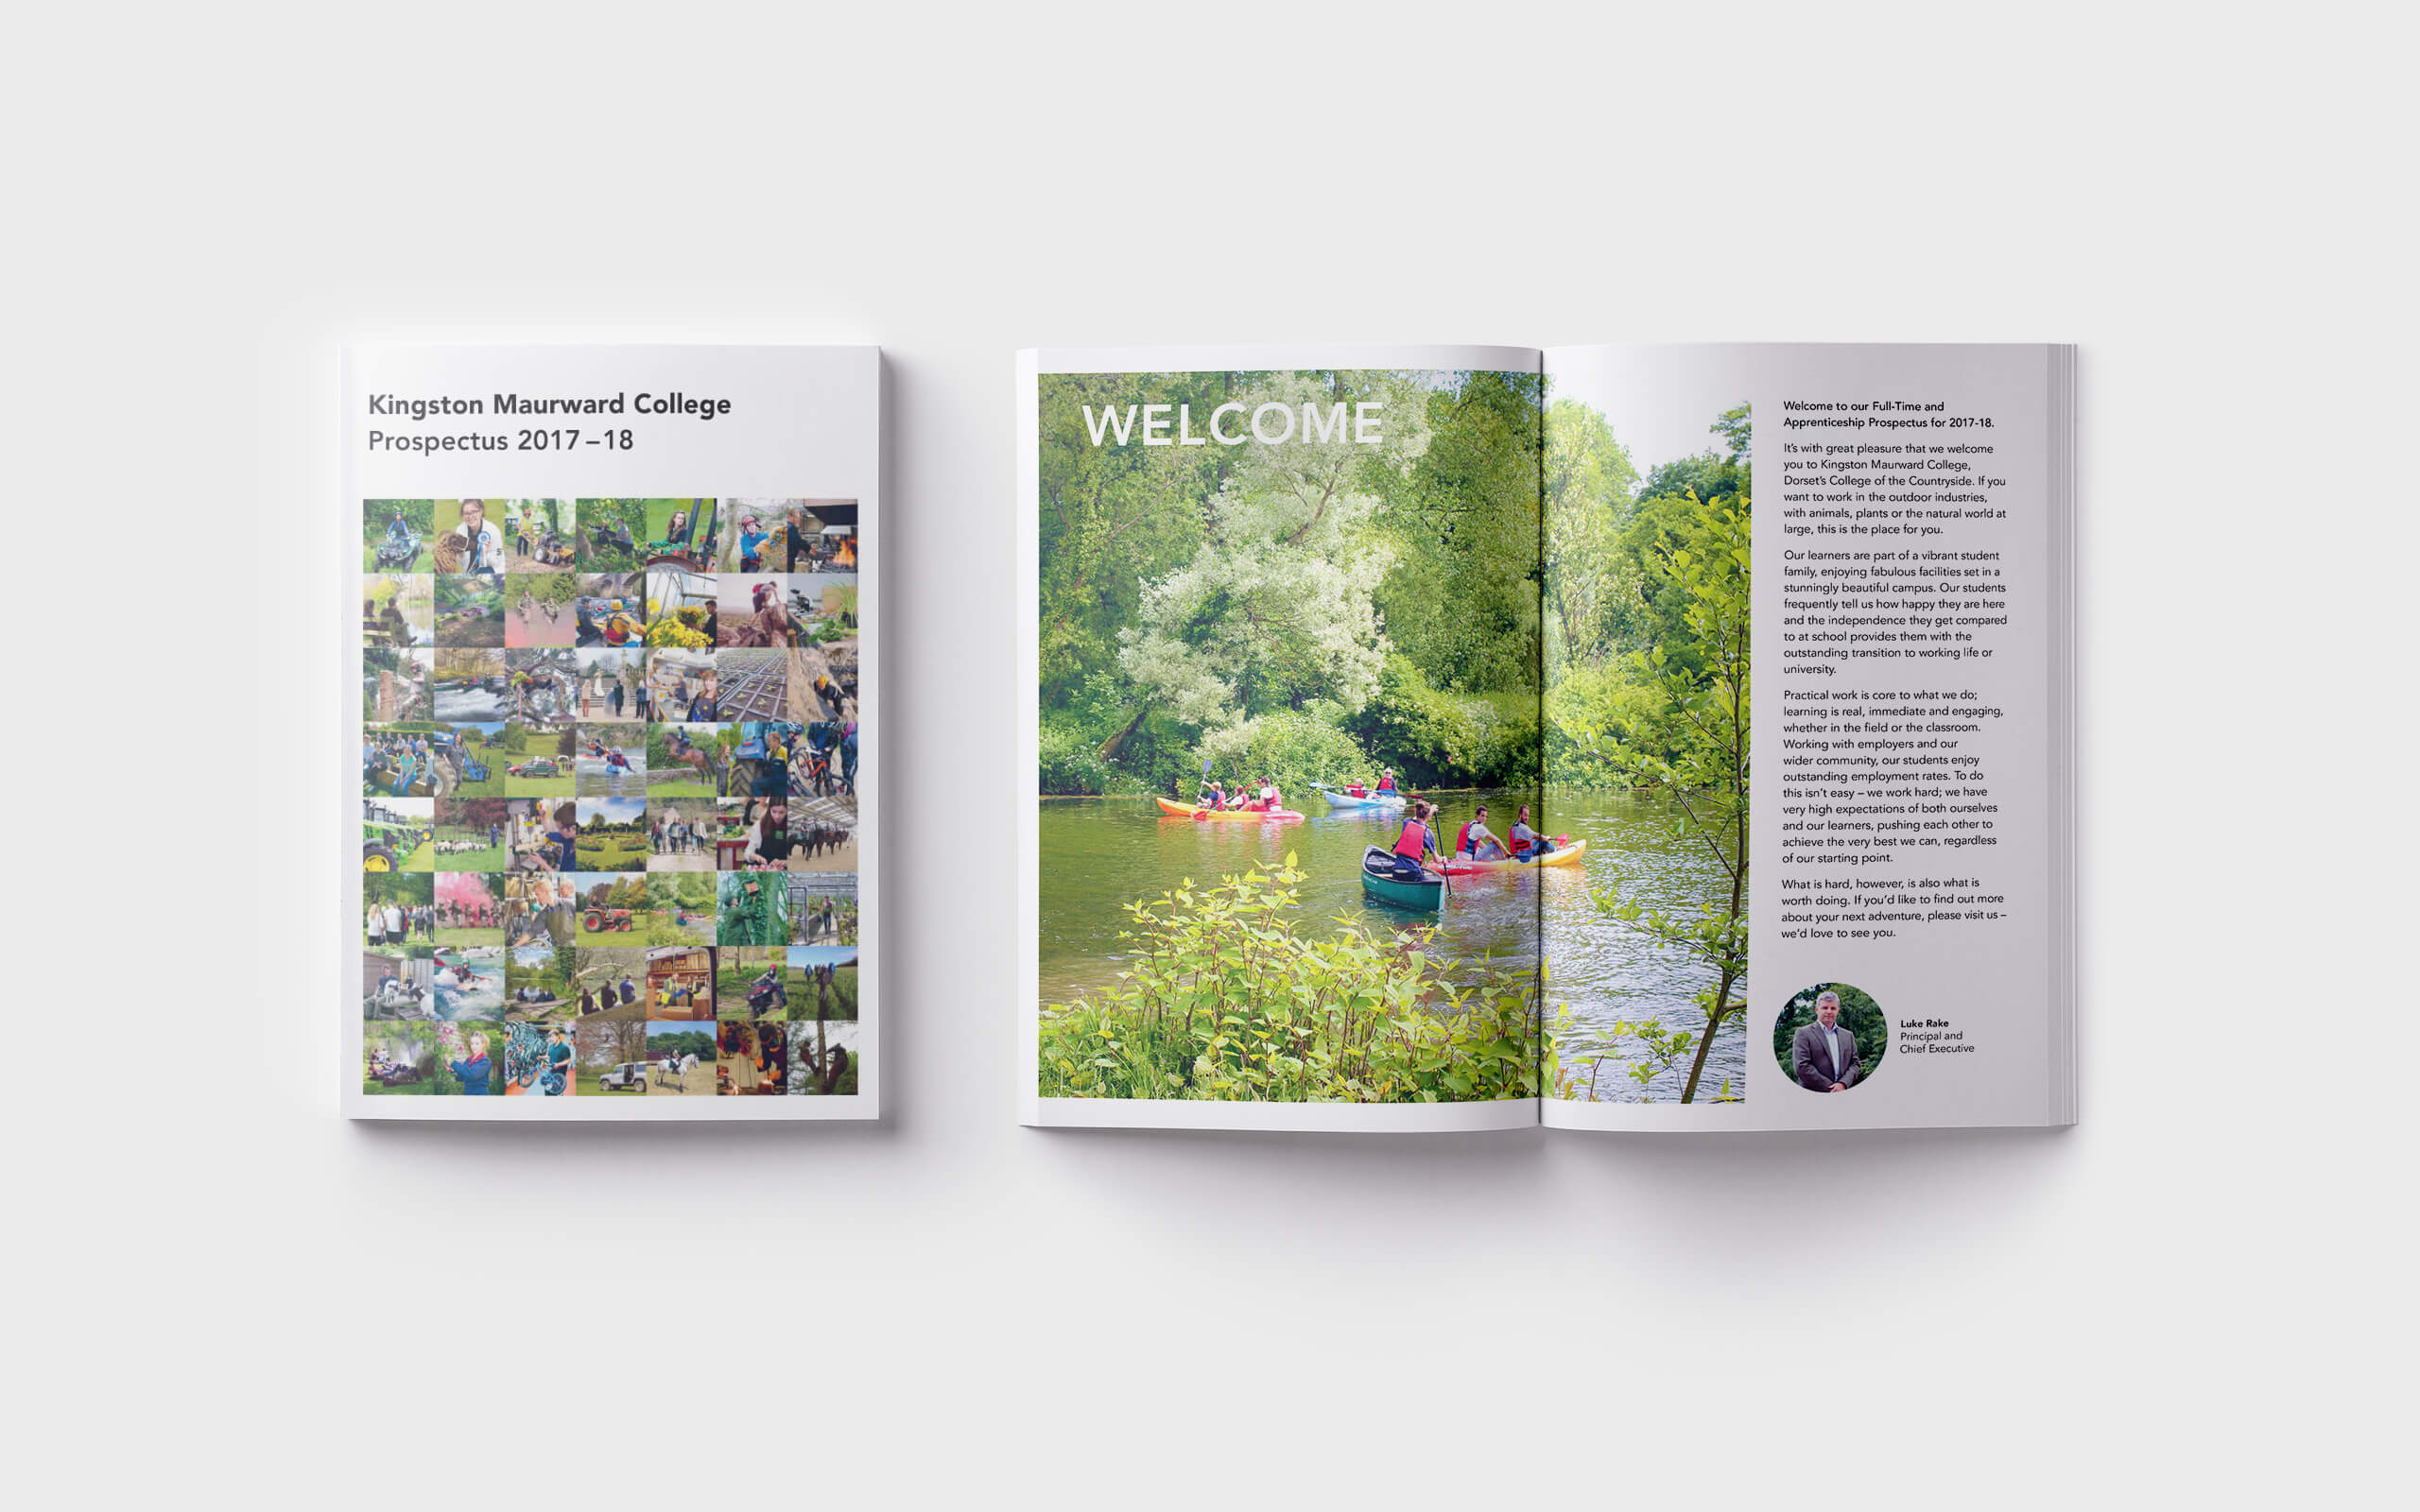 Kingston Maurward College
Prospectus 2017–18
WELCOME
Welcome to our Full-Time and
Apprenticeship Prospectus for 2017-18.
It's with great pleasure that we welcome
you to Kingston Maurward College,
Dorset's College of the Countryside. If you
want to work in the outdoor industries,
with animals, plants or the natural world at
large, this is the place for you.
Our learners are part of a vibrant student
family, enjoying fabulous facilities set in a
stunningly beautiful campus. Our students
frequently tell us how happy they are here
and the independence they get compared
to at school provides them with the
outstanding transition to working life or
university.
Practical work is core to what we do;
learning is real, immediate and engaging,
whether in the field or the classroom.
Working with employers and our
wider community, our students enjoy
outstanding employment rates. To do
this isn't easy – we work hard; we have
very high expectations of both ourselves
and our learners, pushing each other to
achieve the very best we can, regardless
of our starting point.
What is hard, however, is also what is
worth doing. If you'd like to find out more
about your next adventure, please visit us –
we'd love to see you.
Luke Rake
Principal and
Chief Executive